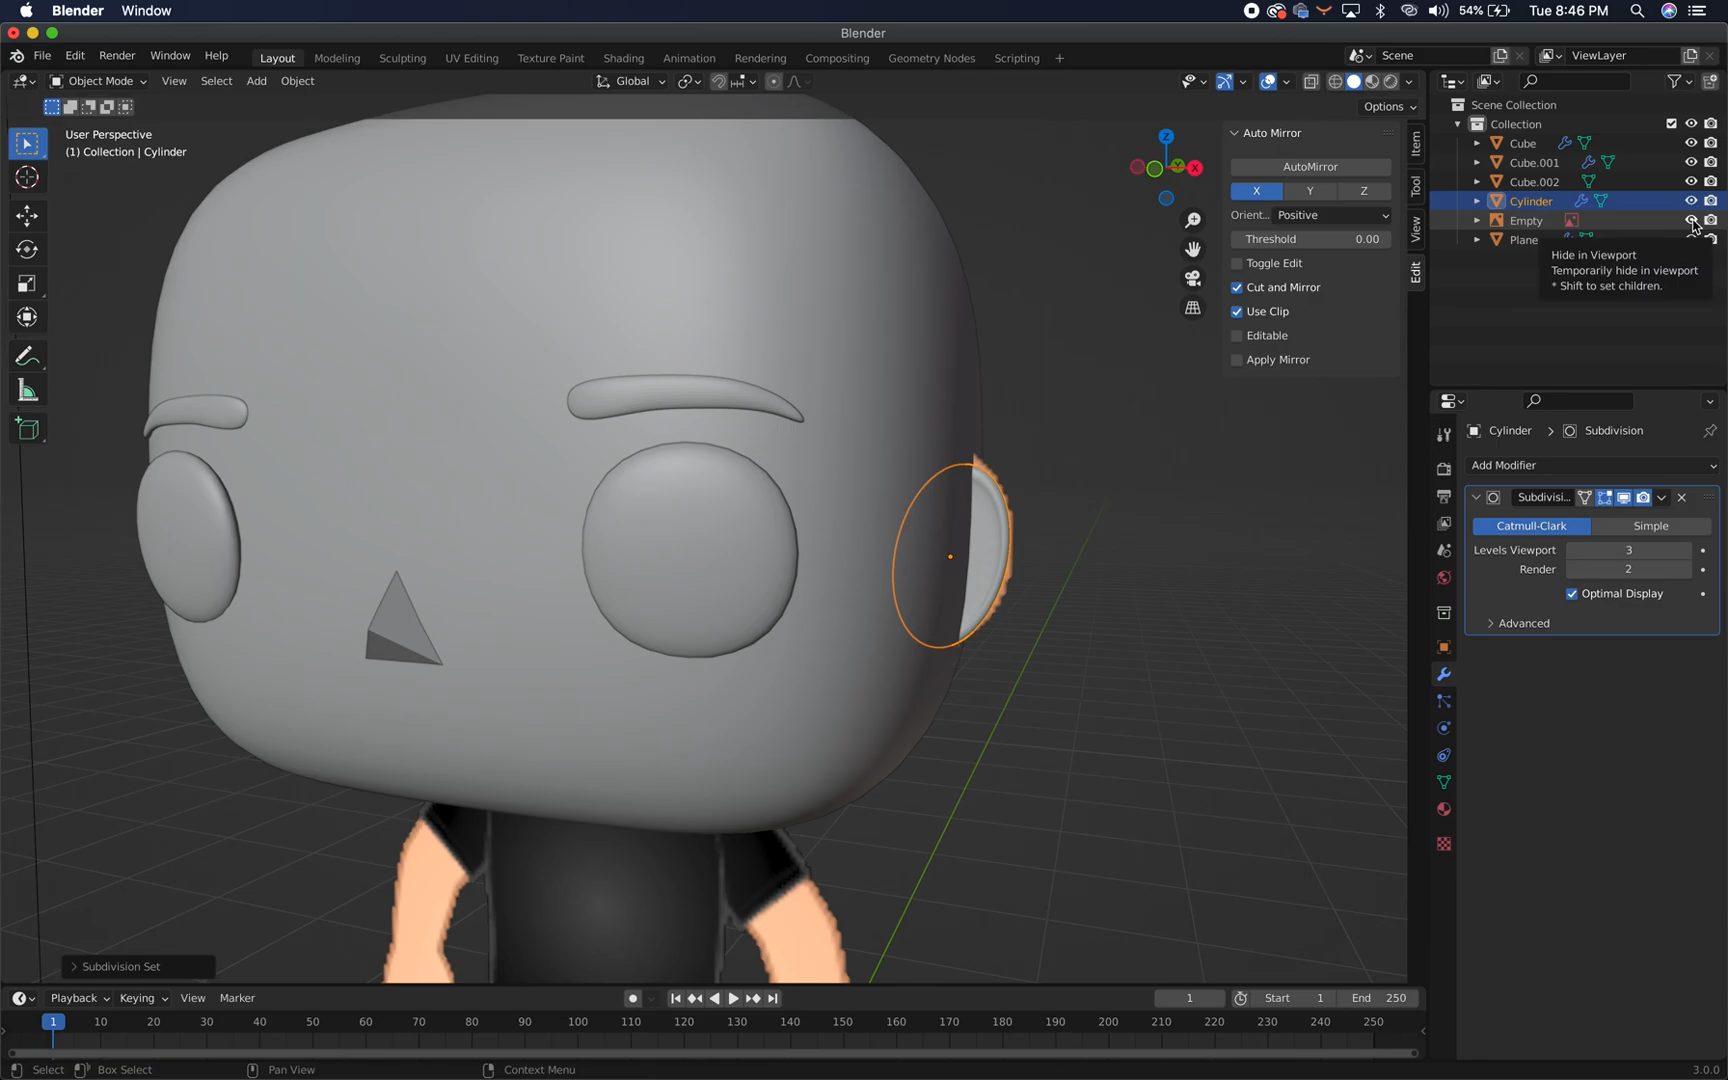 Blender Window
54% Tue 8:46 PM
Blender
File Edit Render Window Help Layout Modeling Sculpting UV Editing Texture Paint Shading Animation Rendering Compositing Geometry Nodes Scripting + Scene ViewLayer
Object Mode View Select Add Object Global
Options
User Perspective
(1) Collection | Cylinder
X
Z
Auto Mirror
AutoMirror
X Y Z
Orient... Positive
Threshold 0.00
Toggle Edit
Cut and Mirror
Use Clip
Editable
Apply Mirror
Item
Tool
View
Edit
Scene Collection
Collection
Cube
Cube.001
Cube.002
Cylinder
Empty
Plane
Hide in Viewport
Temporarily hide in viewport
* Shift to set children.
Cylinder > Subdivision
Add Modifier
Subdivisi...
Catmull-Clark Simple
Levels Viewport 3
Render 2
Optimal Display
Advanced
Subdivision Set
Playback Keying View Marker 1 Start 1 End 250
1 10 20 30 40 50 60 70 80 90 100 110 120 130 140 150 160 170 180 190 200 210 220 230 240 250
Select Box Select Pan View Context Menu 3.0.0